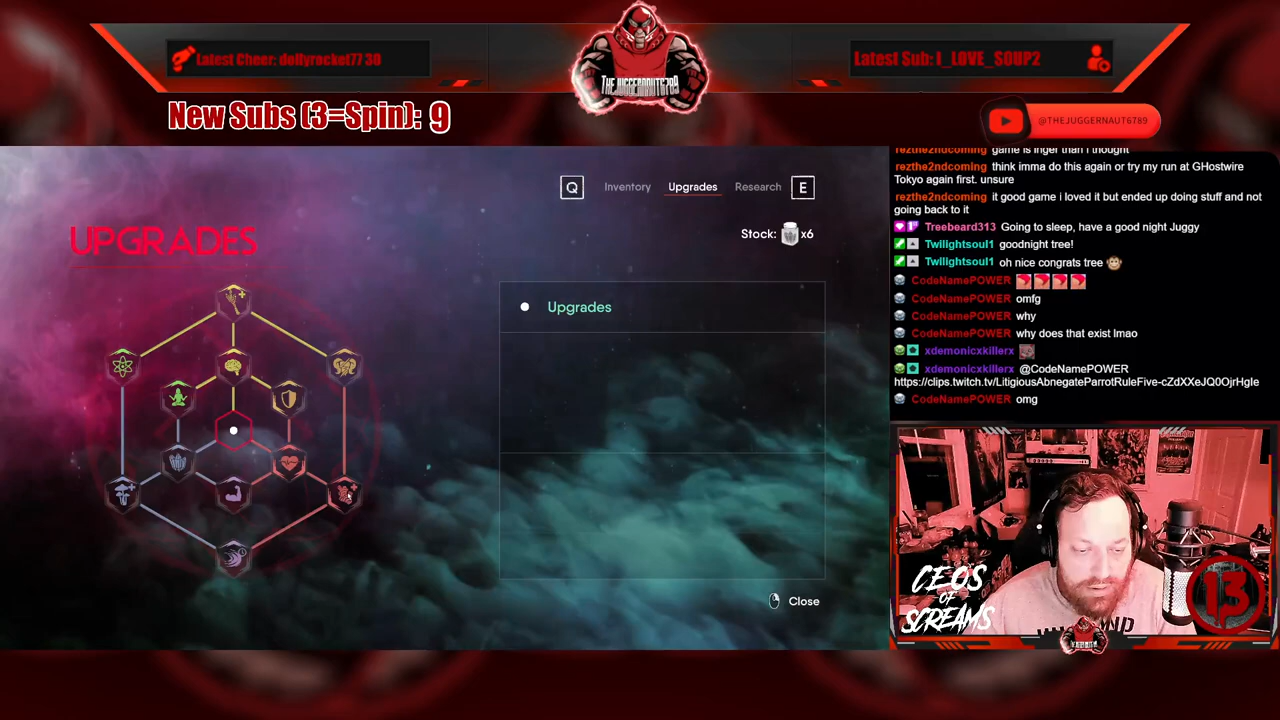 Latest Cheer: dollyrocket77 30
THEJUGGERNAUT6789
Latest Sub: I_LOVE_SOUP2
New Subs (3=Spin): 9
@THEJUGGERNAUT6789
Q
Inventory
Upgrades
Research
E
Stock: x6
UPGRADES
Upgrades
Close
rezthe2ndcoming game is lnger than i thought
rezthe2ndcoming think imma do this again or try my run at GHostwire
Tokyo again first. unsure
rezthe2ndcoming it good game i loved it but ended up doing stuff and not
going back to it
Treebeard313 Going to sleep, have a good night Juggy
Twilightsoul1 goodnight tree!
Twilightsoul1 oh nice congrats tree
CodeNamePOWER
CodeNamePOWER omfg
CodeNamePOWER why
CodeNamePOWER why does that exist lmao
xdemonicxkillerx
xdemonicxkillerx @CodeNamePOWER
https://clips.twitch.tv/LitigiousAbnegateParrotRuleFive-cZdXXeJQ0OjrHgle
CodeNamePOWER omg
CEOS
OF
SCREAMS
13